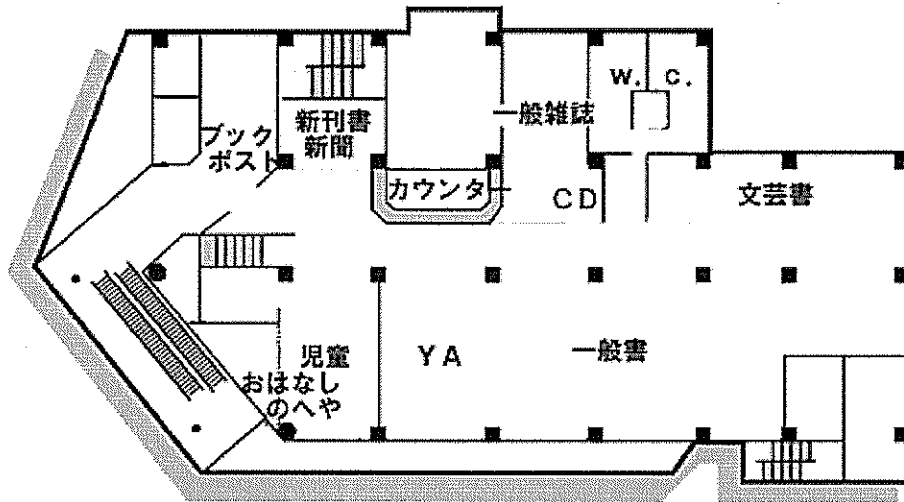 W. C.
一般雑誌
新刊書
新聞
ブック
ポスト
カウンタ
CD
文芸書
児童
おはなし
のへや
YA
一般書